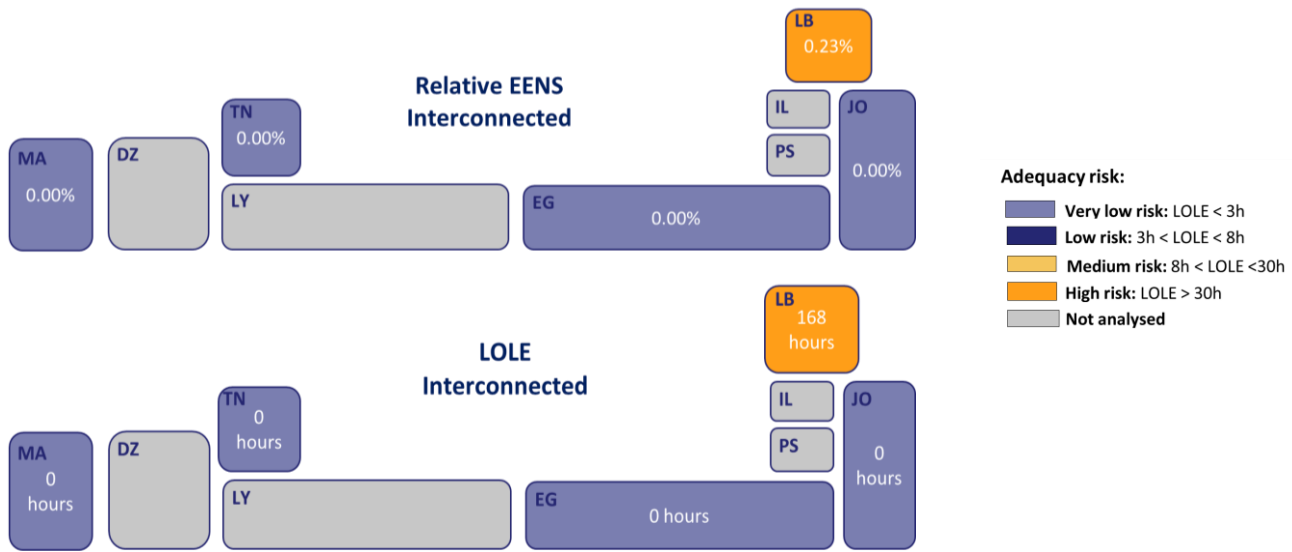 LB
0.23%
Relative EENS
Interconnected
IL
JO
TN
0.00%
PS
MA
0.00%
DZ
0.00%
LY
EG
0.00%
Adequacy risk:
Very low risk: LOLE < 3h
Low risk: 3h < LOLE < 8h
Medium risk: 8h < LOLE <30h
High risk: LOLE > 30h
Not analysed
LB
168
hours
LOLE
Interconnected
IL
JO
TN
0
hours
PS
MA
0
hours
DZ
0
hours
LY
EG
0 hours